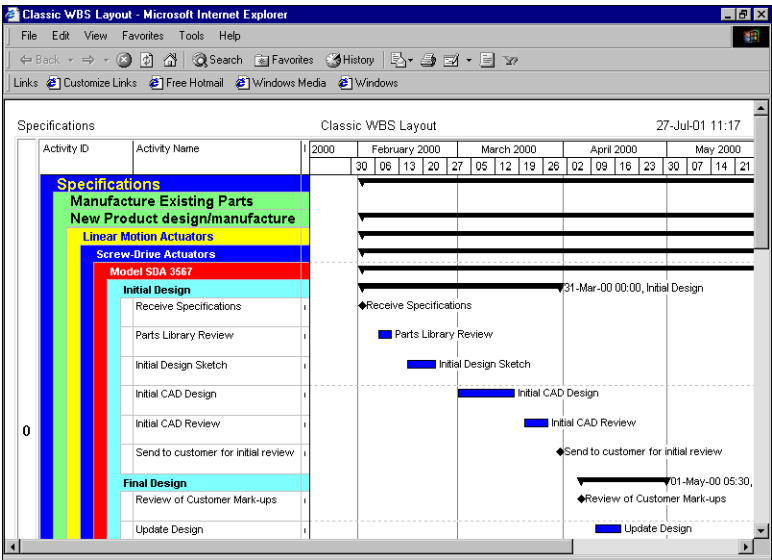 Classic WBS Layout - Microsoft Internet Explorer
File Edit View Favorites Tools Help
Back Search Favorites History
Links Customize Links Free Hotmail Windows Media Windows
Specifications Classic WBS Layout 27-Jul-01 11:17
Activity ID Activity Name 2000 February 2000 March 2000 April 2000 May 2000
30 06 13 20 27 05 12 19 26 02 09 16 23 30 07 14 21
Specifications
Manufacture Existing Parts
New Product design/manufacture
Linear Motion Actuators
Screw-Drive Actuators
Model SDA 3567
Initial Design 31-Mar-00 00:00, Initial Design
Receive Specifications Receive Specifications
Parts Library Review Parts Library Review
Initial Design Sketch Initial Design Sketch
Initial CAD Design Initial CAD Design
Initial CAD Review Initial CAD Review
0
Send to customer for initial review Send to customer for initial review
Final Design 01-May-00 05:30,
Review of Customer Mark-ups Review of Customer Mark-ups
Update Design Update Design